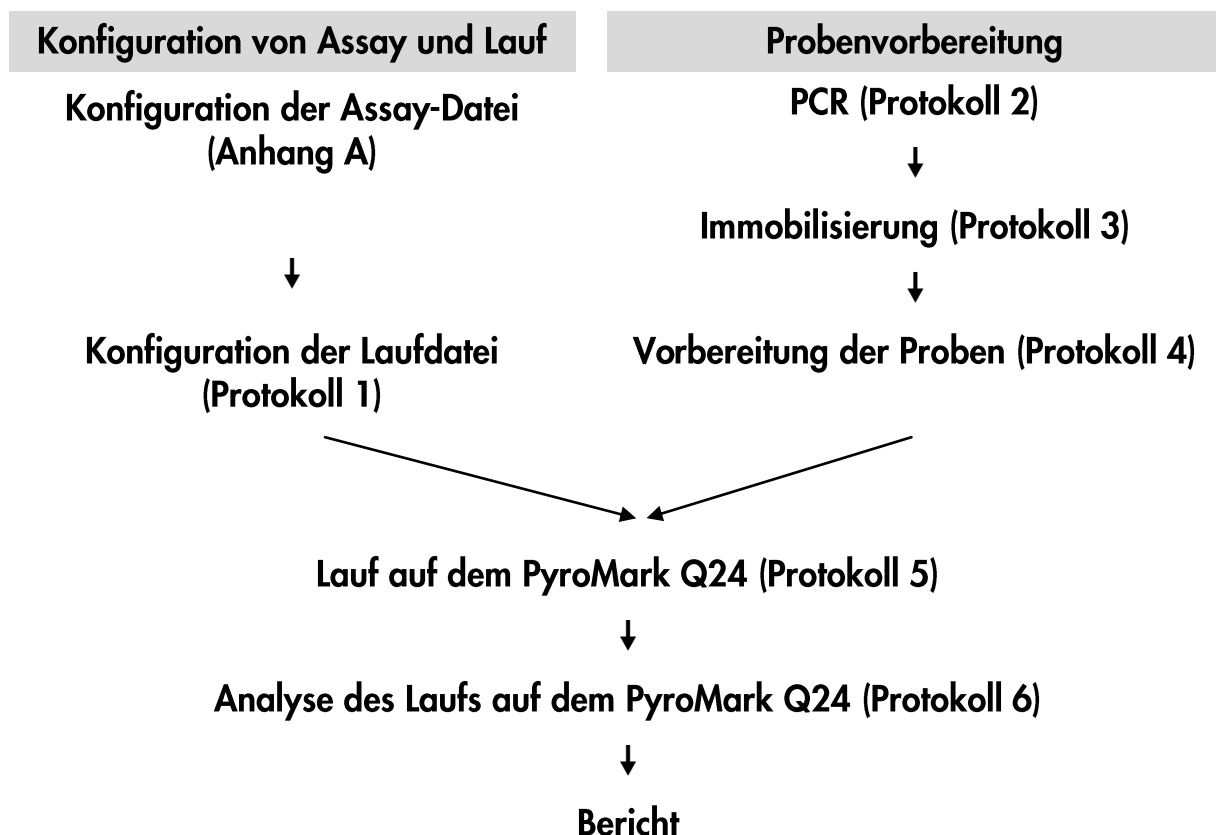 Konfiguration von Assay und Lauf
Konfiguration der Assay-Datei
(Anhang A)
Konfiguration der Laufdatei
(Protokoll 1)
Probenvorbereitung
PCR (Protokoll 2)
Immobilisierung (Protokoll 3)
Vorbereitung der Proben (Protokoll 4)
Lauf auf dem PyroMark Q24 (Protokoll 5)
Analyse des Laufs auf dem PyroMark Q24 (Protokoll 6)
Bericht